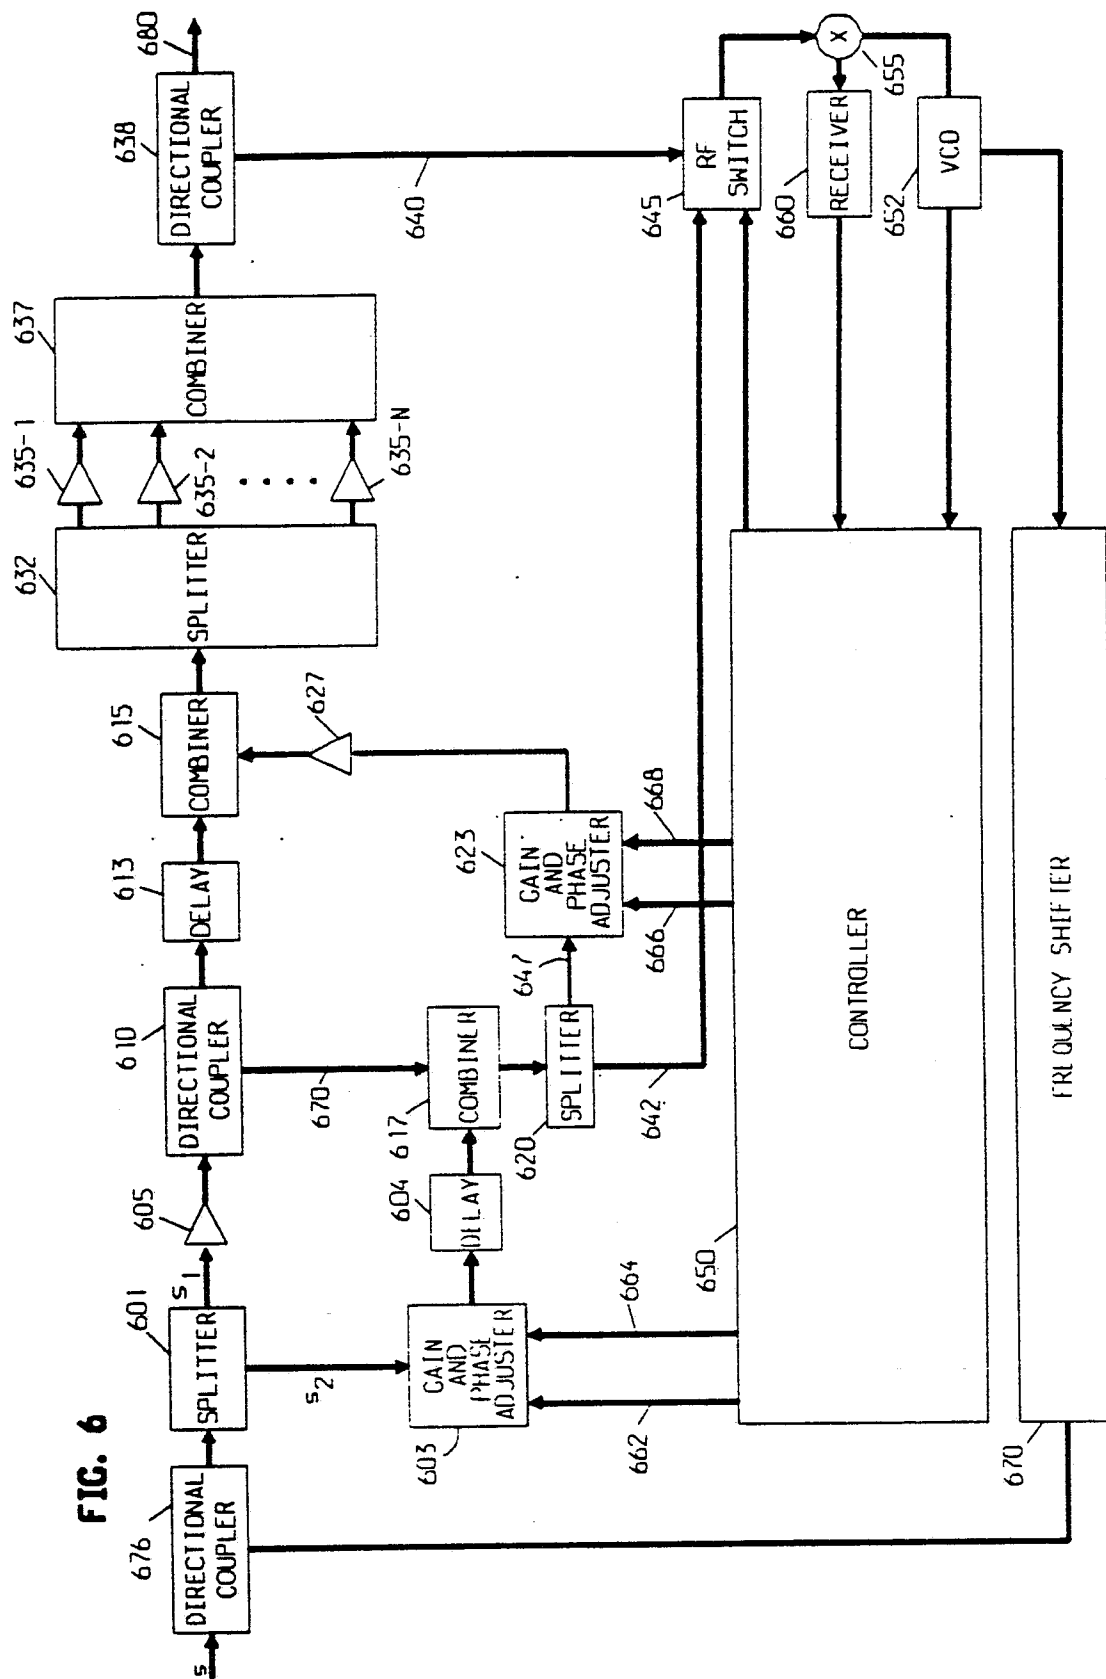 FIG. 6
s
676
DIRECTIONAL
COUPLER
601
SPLITTER
s1
s2
605
610
DIRECTIONAL
COUPLER
670
613
DELAY
615
COMBINER
627
632
SPLITTER
635-1
635-2
635-N
637
COMBINER
638
DIRECTIONAL
COUPLER
680
640
603
GAIN
AND
PHASE
ADJUSTER
604
DELAY
617
COMBINER
620
SPLITTER
647
642
623
GAIN
AND
PHASE
ADJUSTER
662
664
666
668
645
RF
SWITCH
X
655
660
RECEIVER
652
VCO
650
CONTROLLER
670
FREQUENCY SHIFTER